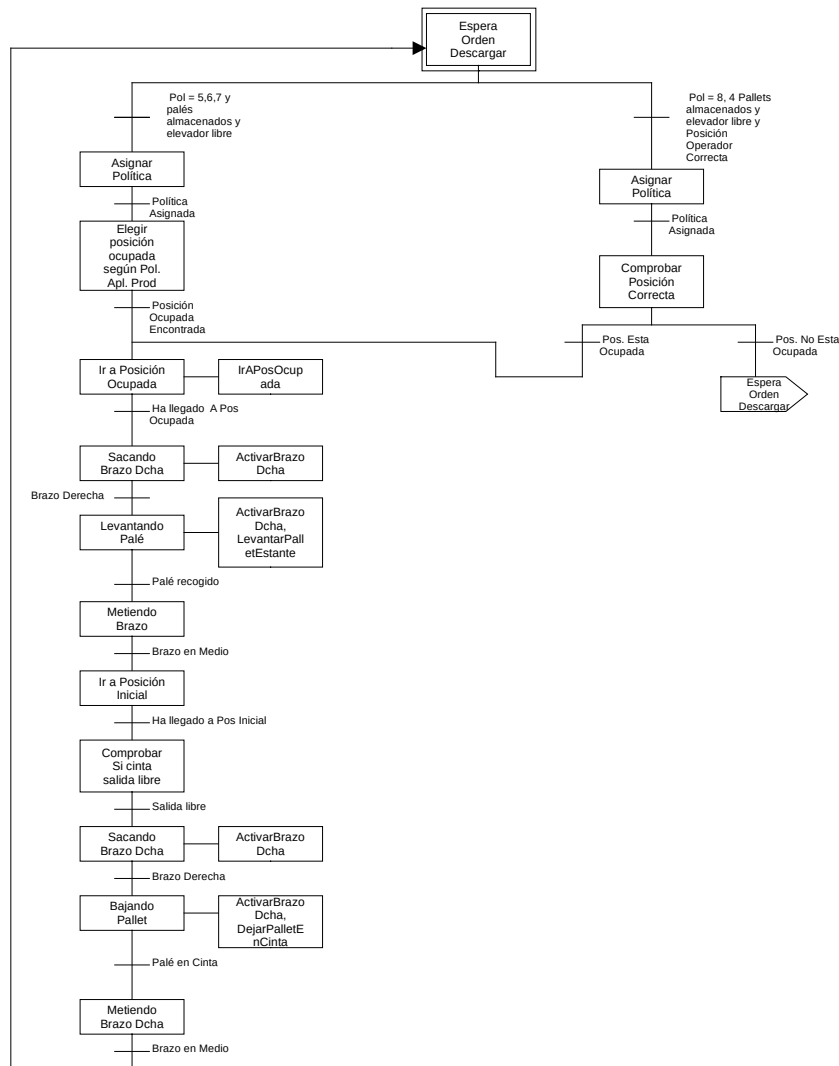 Espera
Orden
Descargar
Pol = 5,6,7 y
palés
almacenados y
elevador libre
Pol = 8, 4 Pallets
almacenados y
elevador libre y
Posición
Operador
Correcta
Asignar
Política
Asignar
Política
Política
Asignada
Política
Asignada
Elegir
posición
ocupada
según Pol.
Apl. Prod
Comprobar
Posición
Correcta
Posición
Ocupada
Encontrada
Pos. Esta
Ocupada
Pos. No Esta
Ocupada
Ir a Posición
Ocupada
IrAPosOcup
ada
Espera
Orden
Descargar
Ha llegado A Pos
Ocupada
Sacando
Brazo Dcha
ActivarBrazo
Dcha
Brazo Derecha
Levantando
Palé
ActivarBrazo
Dcha,
LevantarPall
etEstante
Palé recogido
Metiendo
Brazo
Brazo en Medio
Ir a Posición
Inicial
Ha llegado a Pos Inicial
Comprobar
Si cinta
salida libre
Salida libre
Sacando
Brazo Dcha
ActivarBrazo
Dcha
Brazo Derecha
Bajando
Pallet
ActivarBrazo
Dcha,
DejarPalletE
nCinta
Palé en Cinta
Metiendo
Brazo Dcha
Brazo en Medio